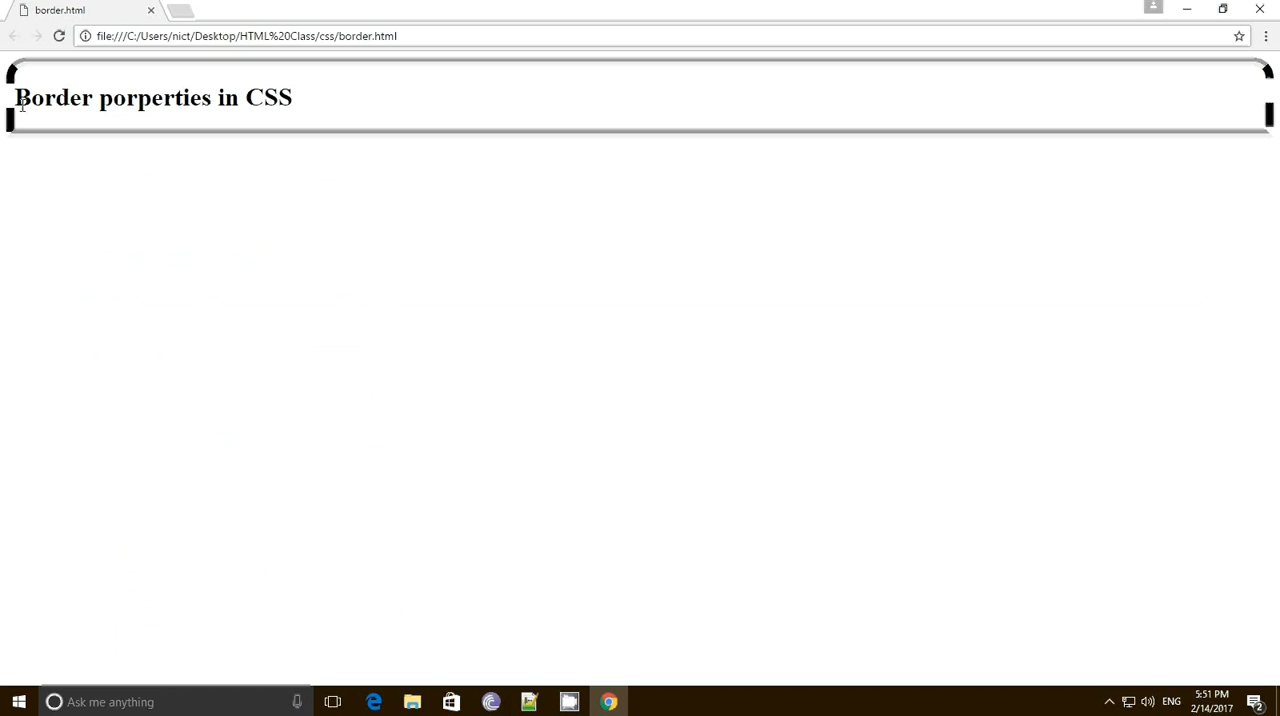 border.html
file:///C:/Users/nict/Desktop/HTML%20Class/css/border.html
Border porperties in CSS
Ask me anything
ENG
5:51 PM
2/14/2017
2